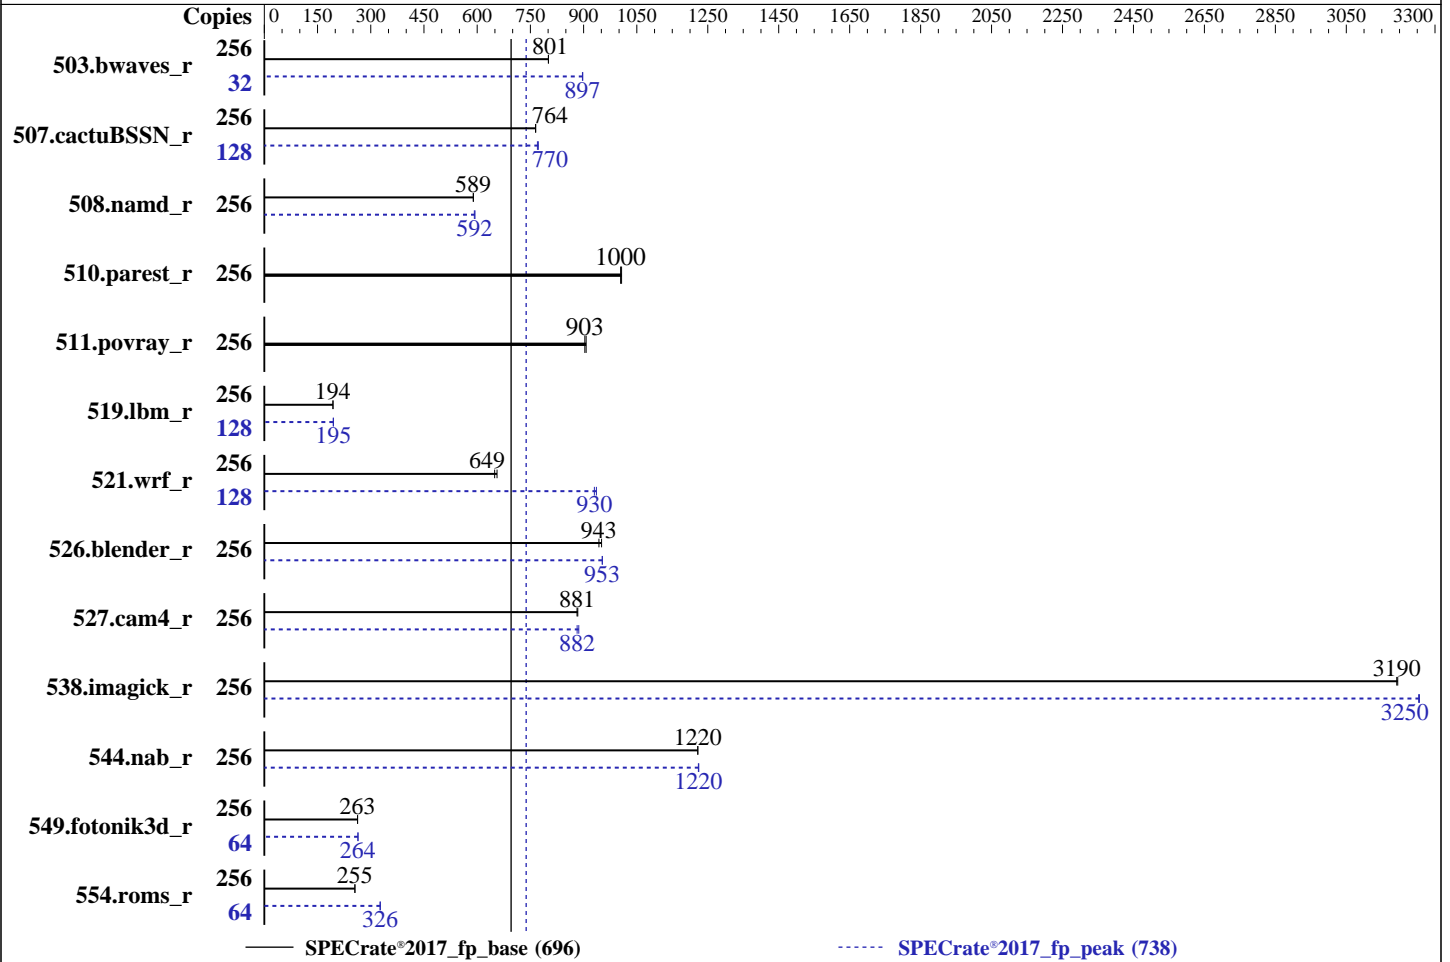 Copies 0 150 300 450 600 750 900 1050 1250 1450 1650 1850 2050 2250 2450 2650 2850 3050 3300
503.bwaves_r 256 801
32 897
507.cactuBSSN_r 256 764
128 770
508.namd_r 256 589
592
510.parest_r 256 1000
511.povray_r 256 903
519.lbm_r 256 194
128 195
521.wrf_r 256 649
128 930
526.blender_r 256 943
953
527.cam4_r 256 881
882
538.imagick_r 256 3190
3250
544.nab_r 256 1220
1220
549.fotonik3d_r 256 263
64 264
554.roms_r 256 255
64 326
SPECrate®2017_fp_base (696) SPECrate®2017_fp_peak (738)